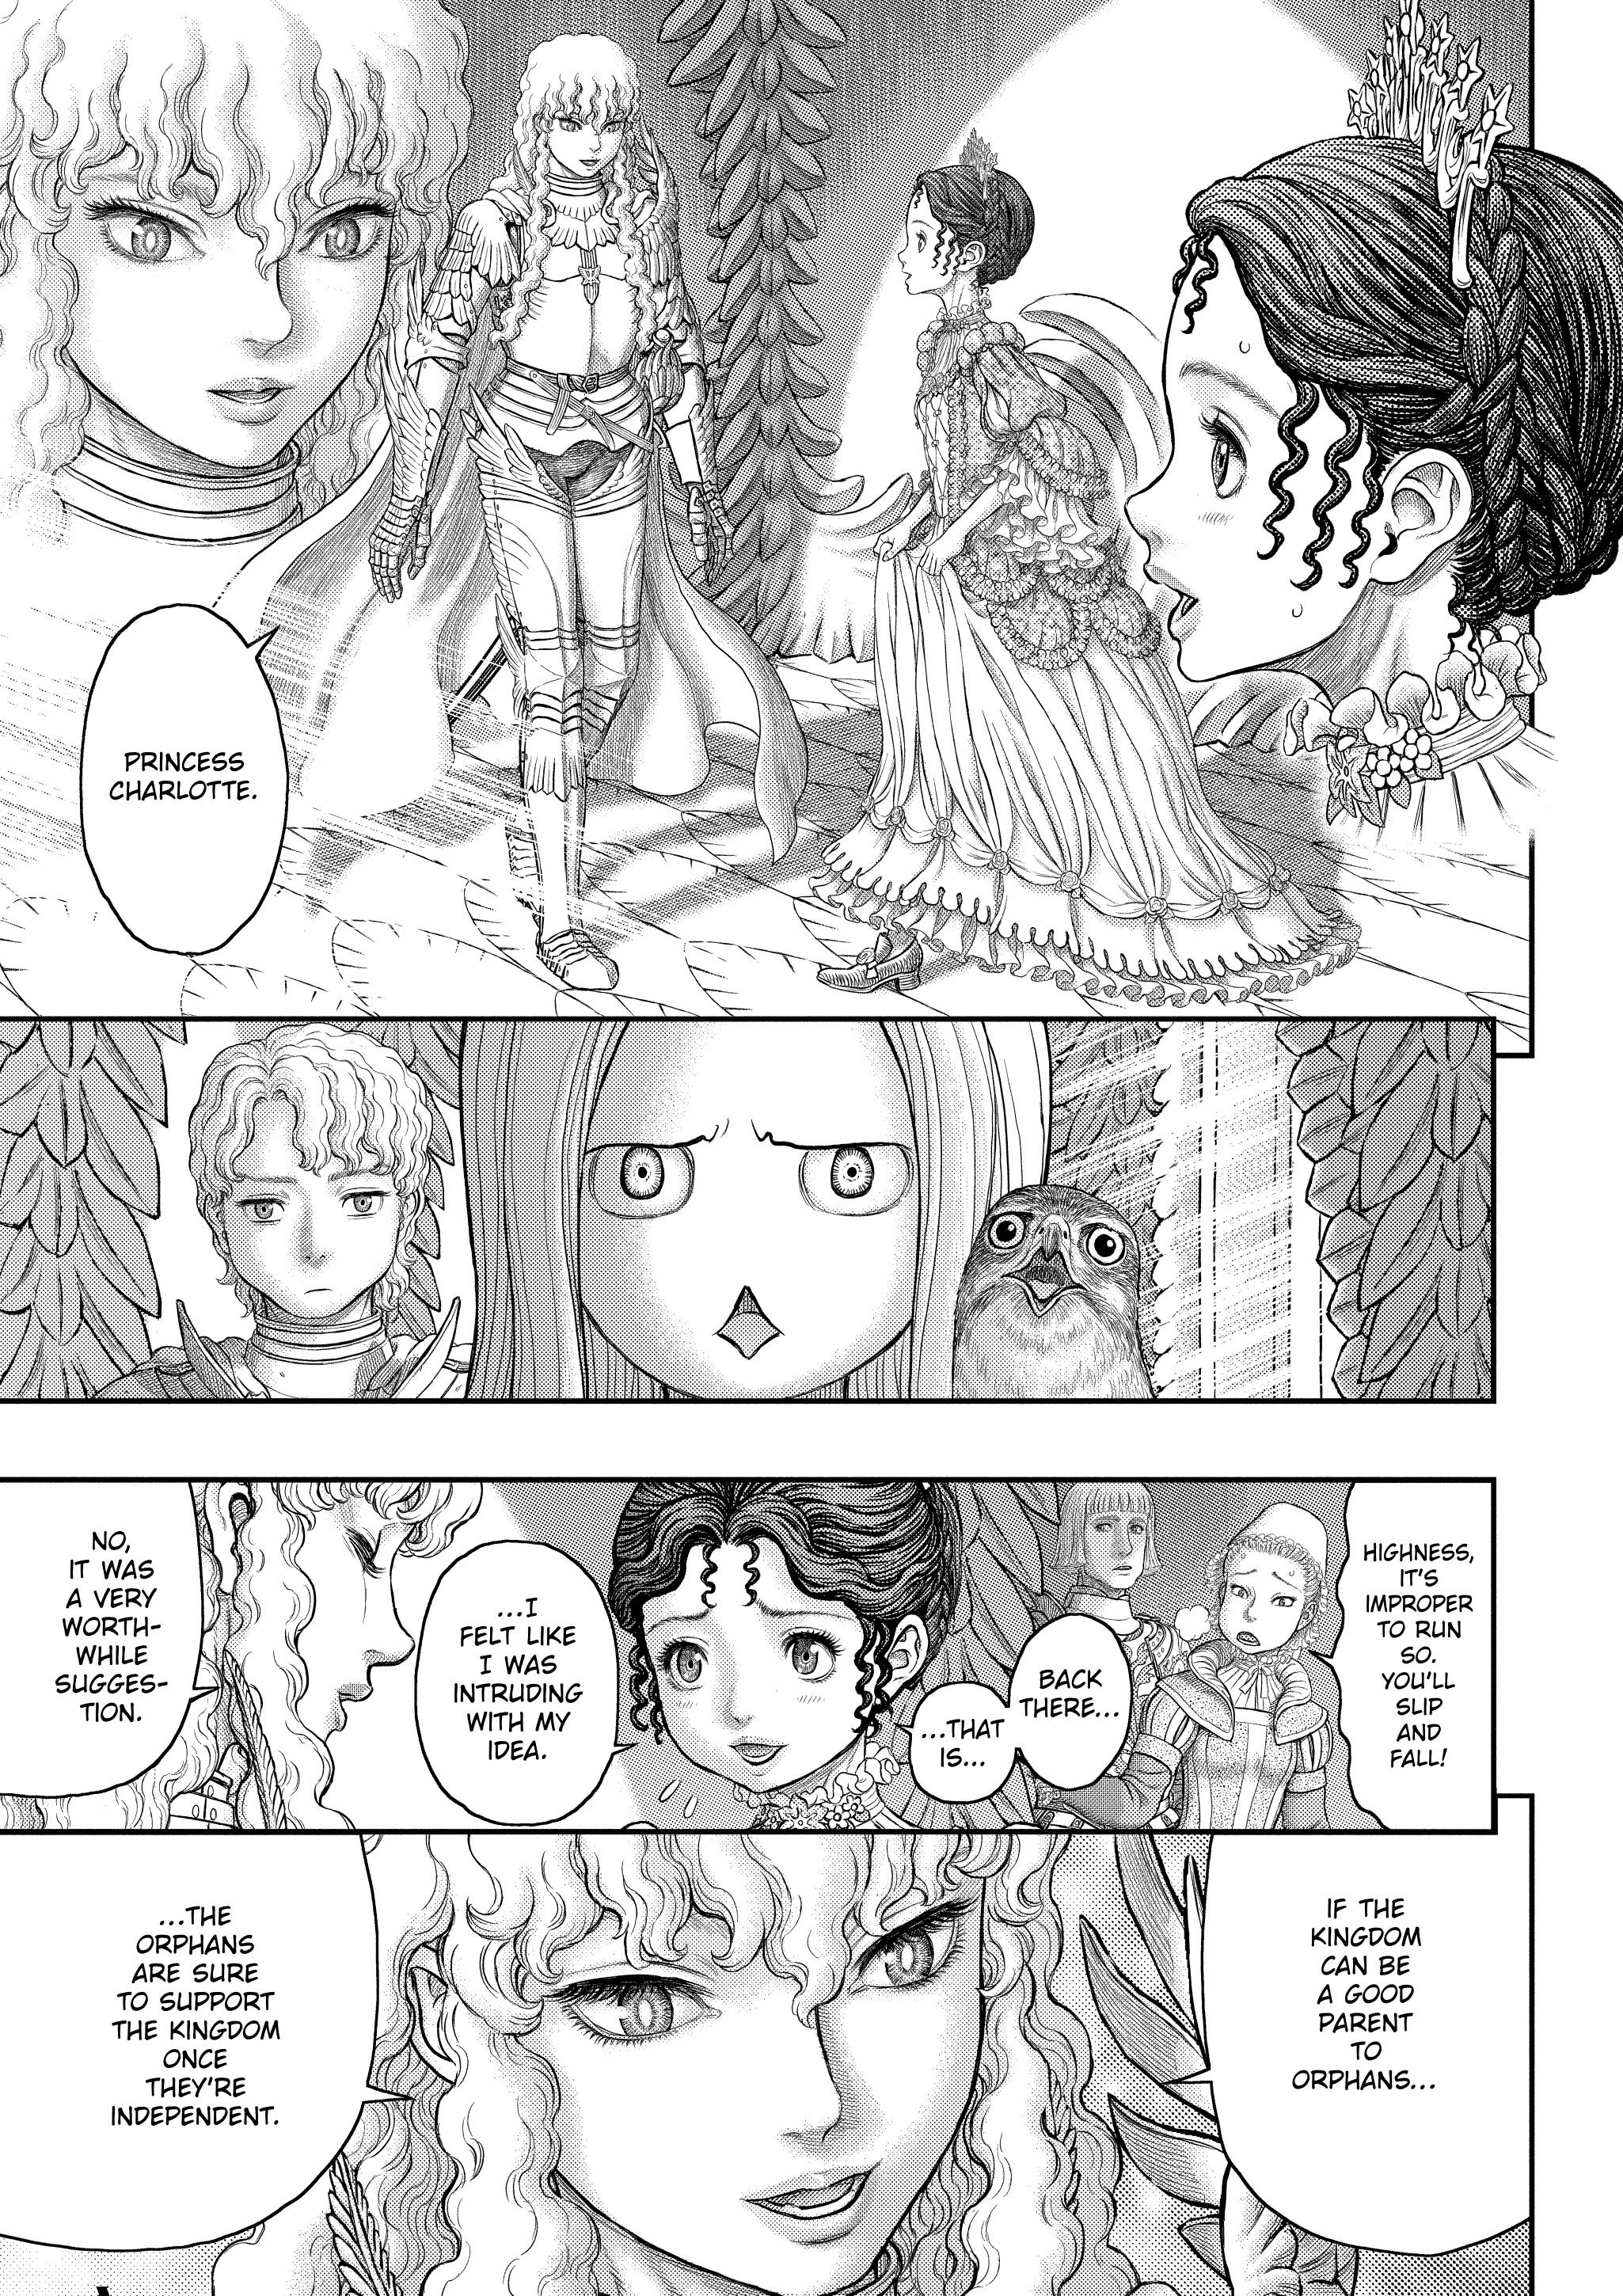 PRINCESS
CHARLOTTE.
HIGHNESS,
IT'S
IMPROPER
TO RUN
SO.
YOU'LL
SLIP
AND
FALL!
BACK
THERE...
...THAT
IS...
...I
FELT LIKE
I WAS
INTRUDING
WITH MY
IDEA.
NO,
IT WAS
A VERY
WORTH-
WHILE
SUGGES-
TION.
IF THE
KINGDOM
CAN BE
A GOOD
PARENT
TO
ORPHANS...
...THE
ORPHANS
ARE SURE
TO SUPPORT
THE KINGDOM
ONCE
THEY'RE
INDEPENDENT.